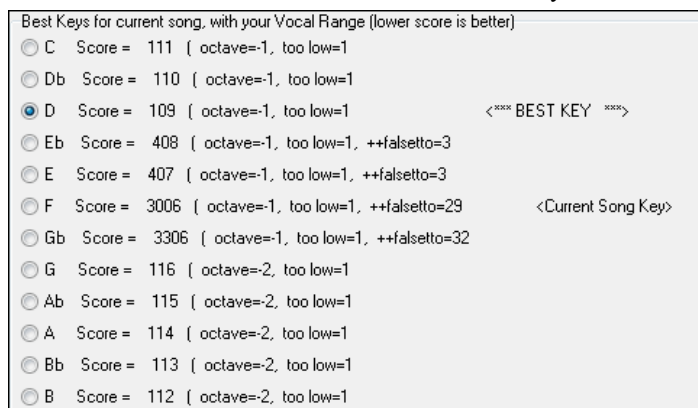 Best Keys for current song, with your Vocal Range (lower score is better)
C Score = 111 ( octave=-1, too low=1
Db Score = 110 ( octave=-1, too low=1
D Score = 109 ( octave=-1, too low=1 <*** BEST KEY ***>
Eb Score = 408 ( octave=-1, too low=1, ++falsetto=3
E Score = 407 ( octave=-1, too low=1, ++falsetto=3
F Score = 3006 ( octave=-1, too low=1, ++falsetto=29 <Current Song Key>
Gb Score = 3306 ( octave=-1, too low=1, ++falsetto=32
G Score = 116 ( octave=-2, too low=1
Ab Score = 115 ( octave=-2, too low=1
A Score = 114 ( octave=-2, too low=1
Bb Score = 113 ( octave=-2, too low=1
B Score = 112 ( octave=-2, too low=1